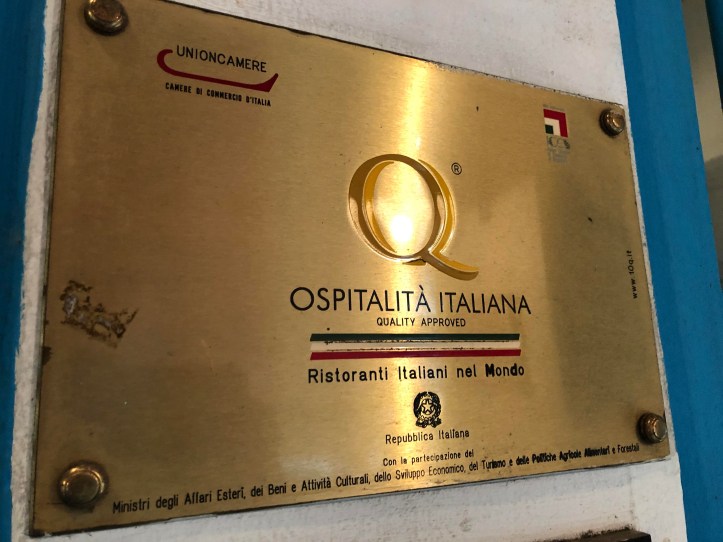 UNIONCAMERE
CAMERE DI COMMERCIO D'ITALIA
Q ®
OSPITALITÀ ITALIANA
QUALITY APPROVED
www.10q.it
Ristoranti Italiani nel Mondo
Repubblica Italiana
Con la partecipazione dei
Ministri degli Affari Esteri, dei Beni e Attività Culturali, dello Sviluppo Economico, del Turismo e delle Politiche Agricole Alimentari e Forestali